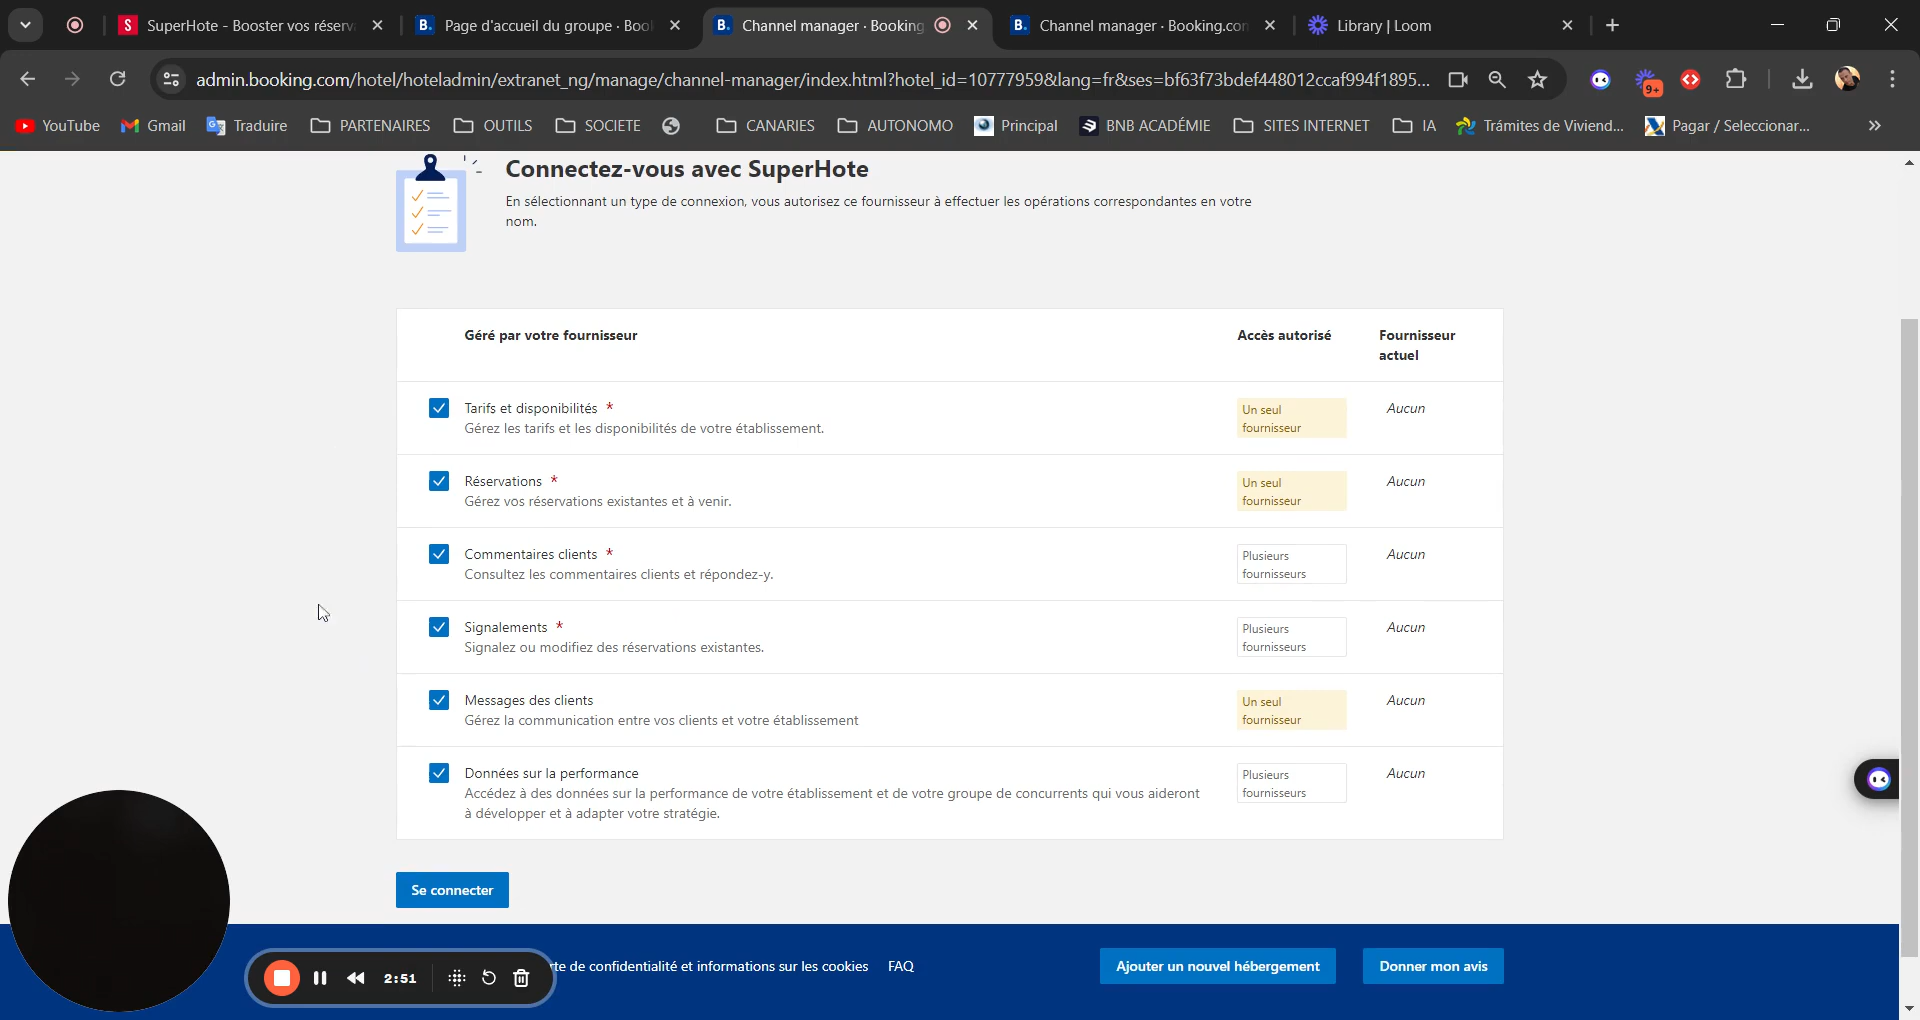 SuperHote - Booster vos réserv
Page d'accueil du groupe · Boo
Channel manager · Booking
Channel manager · Booking.con
Library | Loom
admin.booking.com/hotel/hoteladmin/extranet_ng/manage/channel-manager/index.html?hotel_id=10777959&lang=fr&ses=bf63f73bdef448012ccaf994f1895...
9+
YouTube
Gmail
Traduire
PARTENAIRES
OUTILS
SOCIETE
CANARIES
AUTONOMO
Principal
BNB ACADÉMIE
SITES INTERNET
IA
Trámites de Viviend...
Pagar / Seleccionar...
Connectez-vous avec SuperHote
En sélectionnant un type de connexion, vous autorisez ce fournisseur à effectuer les opérations correspondantes en votre
nom.
Géré par votre fournisseur
Accès autorisé
Fournisseur
actuel
Tarifs et disponibilités *
Gérez les tarifs et les disponibilités de votre établissement.
Un seul
fournisseur
Aucun
Réservations *
Gérez vos réservations existantes et à venir.
Un seul
fournisseur
Aucun
Commentaires clients *
Consultez les commentaires clients et répondez-y.
Plusieurs
fournisseurs
Aucun
Signalements *
Signalez ou modifiez des réservations existantes.
Plusieurs
fournisseurs
Aucun
Messages des clients
Gérez la communication entre vos clients et votre établissement
Un seul
fournisseur
Aucun
Données sur la performance
Accédez à des données sur la performance de votre établissement et de votre groupe de concurrents qui vous aideront
à développer et à adapter votre stratégie.
Plusieurs
fournisseurs
Aucun
Se connecter
2:51
rte de confidentialité et informations sur les cookies
FAQ
Ajouter un nouvel hébergement
Donner mon avis